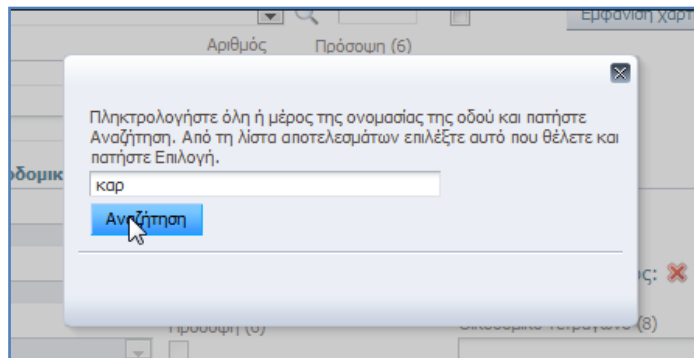 Εμφάνιση χάρτ
Αριθμός Πρόσοψη (6)
Πληκτρολογήστε όλη ή μέρος της ονομασίας της οδού και πατήστε
Αναζήτηση. Από τη λίστα αποτελεσμάτων επιλέξτε αυτό που θέλετε και
πατήστε Επιλογή.
οδομικ
καρ
Αναζήτηση
ος:
Πρόσοψη (6) Οικοδομικό Τετράγωνο (8)